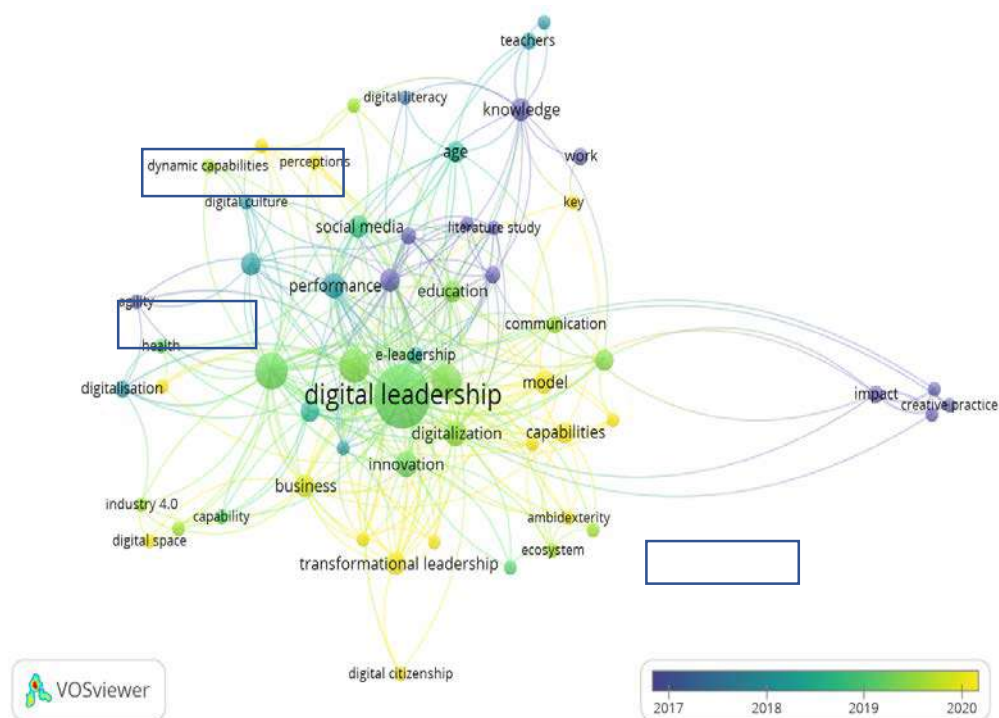 teachers
digital literacy
knowledge
age
work
dynamic capabilities
perceptions
digital culture
key
social media
literature study
performance
education
agility
communication
health
e-leadership
digitalisation
model
impact
digital leadership
creative practice
digitalization
capabilities
innovation
business
industry 4.0
capability
ambidexterity
digital space
ecosystem
transformational leadership
digital citizenship
VOSviewer
2017 2018 2019 2020